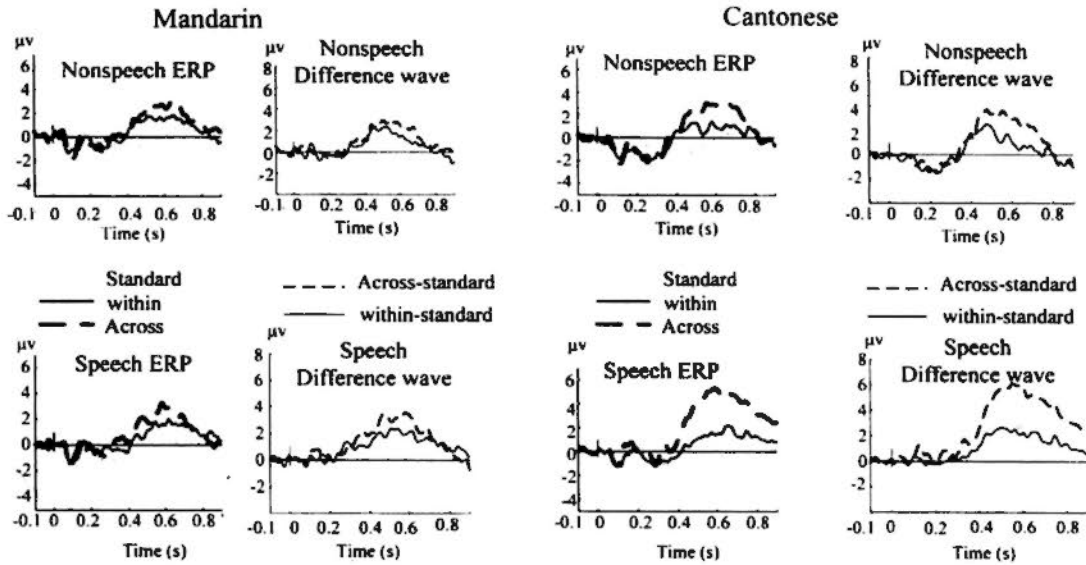 Mandarin
Cantonese
μv
Nonspeech ERP
6
4
2
0
-2
-4
-0.1 0 0.2 0.4 0.6 0.8
Time (s)
μv
Nonspeech
Difference wave
6
4
2
0
-2
-0.1 0 0.2 0.4 0.6 0.8
Time (s)
μv
Nonspeech ERP
6
4
2
0
-2
-4
-0.1 0 0.2 0.4 0.6 0.8
Time (s)
μv
Nonspeech
Difference wave
6
4
2
0
-2
-0.1 0 0.2 0.4 0.6 0.8
Time (s)
Standard
within
Across
Across-standard
within-standard
Standard
within
Across
Across-standard
within-standard
μv
Speech ERP
6
4
2
0
-2
-4
-0.1 0 0.2 0.4 0.6 0.8
Time (s)
μv
Speech
Difference wave
8
6
4
2
0
-2
-0.1 0 0.2 0.4 0.6 0.8
Time (s)
μv
Speech ERP
6
4
2
0
-2
-4
-0.1 0 0.2 0.4 0.6 0.8
Time (s)
μv
Speech
Difference wave
8
6
4
2
0
-2
-0.1 0 0.2 0.4 0.6 0.8
Time (s)